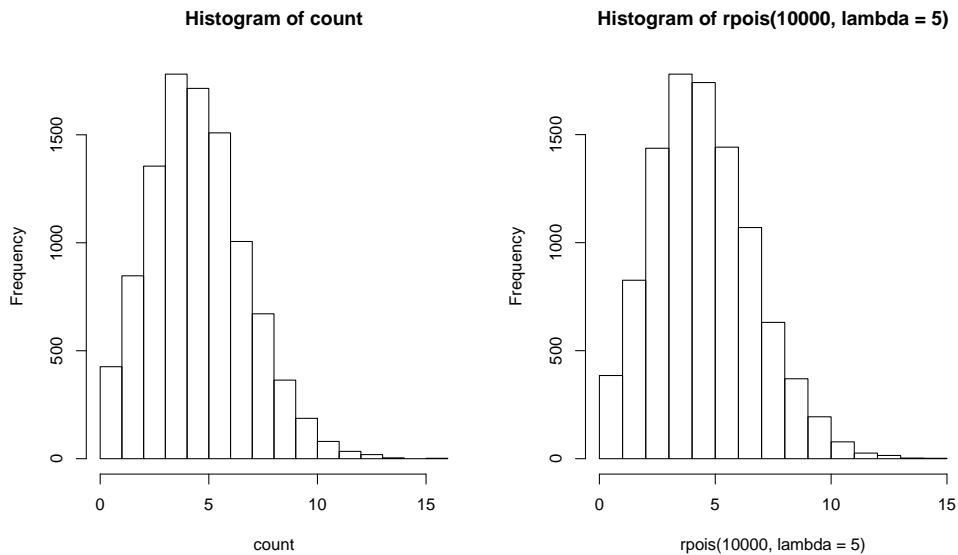 Histogram of count
Frequency
0
500
1000
1500
0
5
10
15
count
Histogram of rpois(10000, lambda = 5)
Frequency
0
500
1000
1500
0
5
10
15
rpois(10000, lambda = 5)